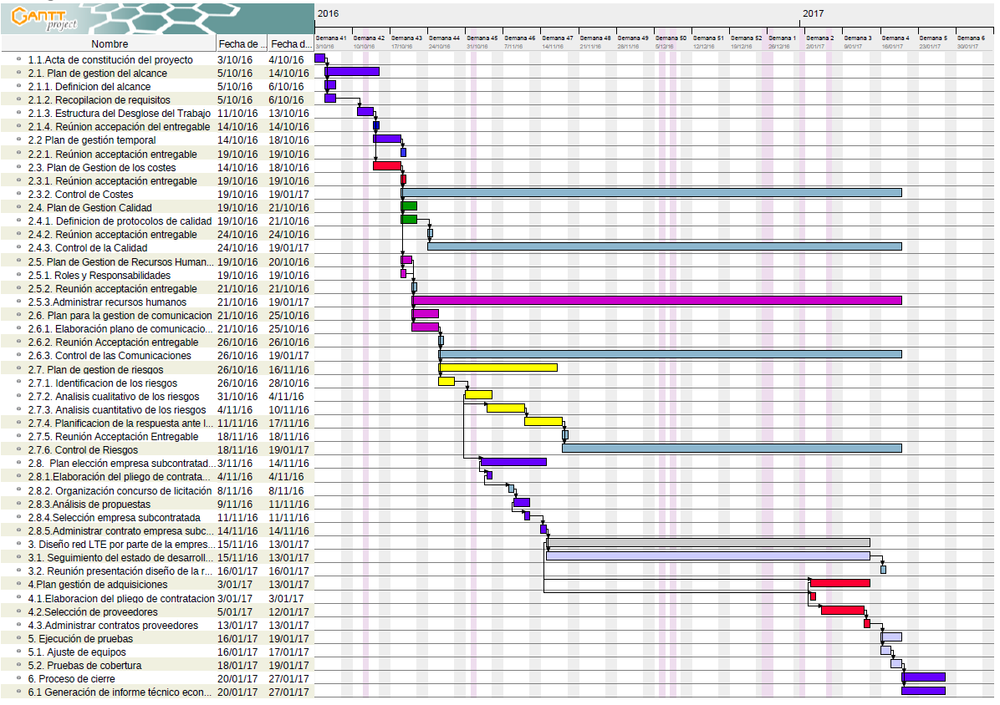 GANTT
project
2016
2017
Nombre Fecha de ... Fecha d...
Semana 41 Semana 42 Semana 43 Semana 44 Semana 45 Semana 46 Semana 47 Semana 48 Semana 49 Semana 50 Semana 51 Semana 52 Semana 1 Semana 2 Semana 3 Semana 4 Semana 5 Semana 6
3/10/16 10/10/16 17/10/16 24/10/16 31/10/16 7/11/16 14/11/16 21/11/16 28/11/16 5/12/16 12/12/16 19/12/16 26/12/16 2/01/17 9/01/17 16/01/17 23/01/17 30/01/17
1.1.Acta de constitución del proyecto 3/10/16 4/10/16
2.1. Plan de gestion del alcance 5/10/16 14/10/16
2.1.1. Definicion del alcance 5/10/16 6/10/16
2.1.2. Recopilacion de requisitos 5/10/16 6/10/16
2.1.3. Estructura del Desglose del Trabajo 11/10/16 13/10/16
2.1.4. Reúnion accepación del entregable 14/10/16 14/10/16
2.2 Plan de gestión temporal 14/10/16 18/10/16
2.2.1. Reúnion acceptación entregable 19/10/16 19/10/16
2.3. Plan de Gestion de los costes 14/10/16 18/10/16
2.3.1. Reúnion acceptación entregable 19/10/16 19/10/16
2.3.2. Control de Costes 19/10/16 19/01/17
2.4. Plan de Gestion Calidad 19/10/16 21/10/16
2.4.1. Definicion de protocolos de calidad 19/10/16 21/10/16
2.4.2. Reúnion acceptación entregable 24/10/16 24/10/16
2.4.3. Control de la Calidad 24/10/16 19/01/17
2.5. Plan de Gestion de Recursos Human... 19/10/16 20/10/16
2.5.1. Roles y Responsabilidades 19/10/16 19/10/16
2.5.2. Reunión acceptación entregable 21/10/16 21/10/16
2.5.3.Administrar recursos humanos 21/10/16 19/01/17
2.6. Plan para la gestion de comunicacion 21/10/16 25/10/16
2.6.1. Elaboración plano de comunicacio... 21/10/16 25/10/16
2.6.2. Reunión Acceptación entregable 26/10/16 26/10/16
2.6.3. Control de las Comunicaciones 26/10/16 19/01/17
2.7. Plan de gestion de riesgos 26/10/16 16/11/16
2.7.1. Identificacion de los riesgos 26/10/16 28/10/16
2.7.2. Analisis cualitativo de los riesgos 31/10/16 4/11/16
2.7.3. Analisis cuantitativo de los riesgos 4/11/16 10/11/16
2.7.4. Planificacion de la respuesta ante l... 11/11/16 17/11/16
2.7.5. Reunión Acceptación Entregable 18/11/16 18/11/16
2.7.6. Control de Riesgos 18/11/16 19/01/17
2.8. Plan elección empresa subcontratad... 3/11/16 14/11/16
2.8.1.Elaboración del pliego de contrata... 4/11/16 4/11/16
2.8.2. Organización concurso de licitación 8/11/16 8/11/16
2.8.3.Análisis de propuestas 9/11/16 11/11/16
2.8.4.Selección empresa subcontratada 11/11/16 11/11/16
2.8.5.Administrar contrato empresa subc... 14/11/16 14/11/16
3. Diseño red LTE por parte de la empres... 15/11/16 13/01/17
3.1. Seguimiento del estado de desarroll... 15/11/16 13/01/17
3.2. Reunión presentación diseño de la r... 16/01/17 16/01/17
4.Plan gestión de adquisiciones 3/01/17 13/01/17
4.1.Elaboracion del pliego de contratacion 3/01/17 3/01/17
4.2.Selección de proveedores 5/01/17 12/01/17
4.3.Administrar contratos proveedores 13/01/17 13/01/17
5. Ejecución de pruebas 16/01/17 19/01/17
5.1. Ajuste de equipos 16/01/17 17/01/17
5.2. Pruebas de cobertura 18/01/17 19/01/17
6. Proceso de cierre 20/01/17 27/01/17
6.1 Generación de informe técnico econ... 20/01/17 27/01/17